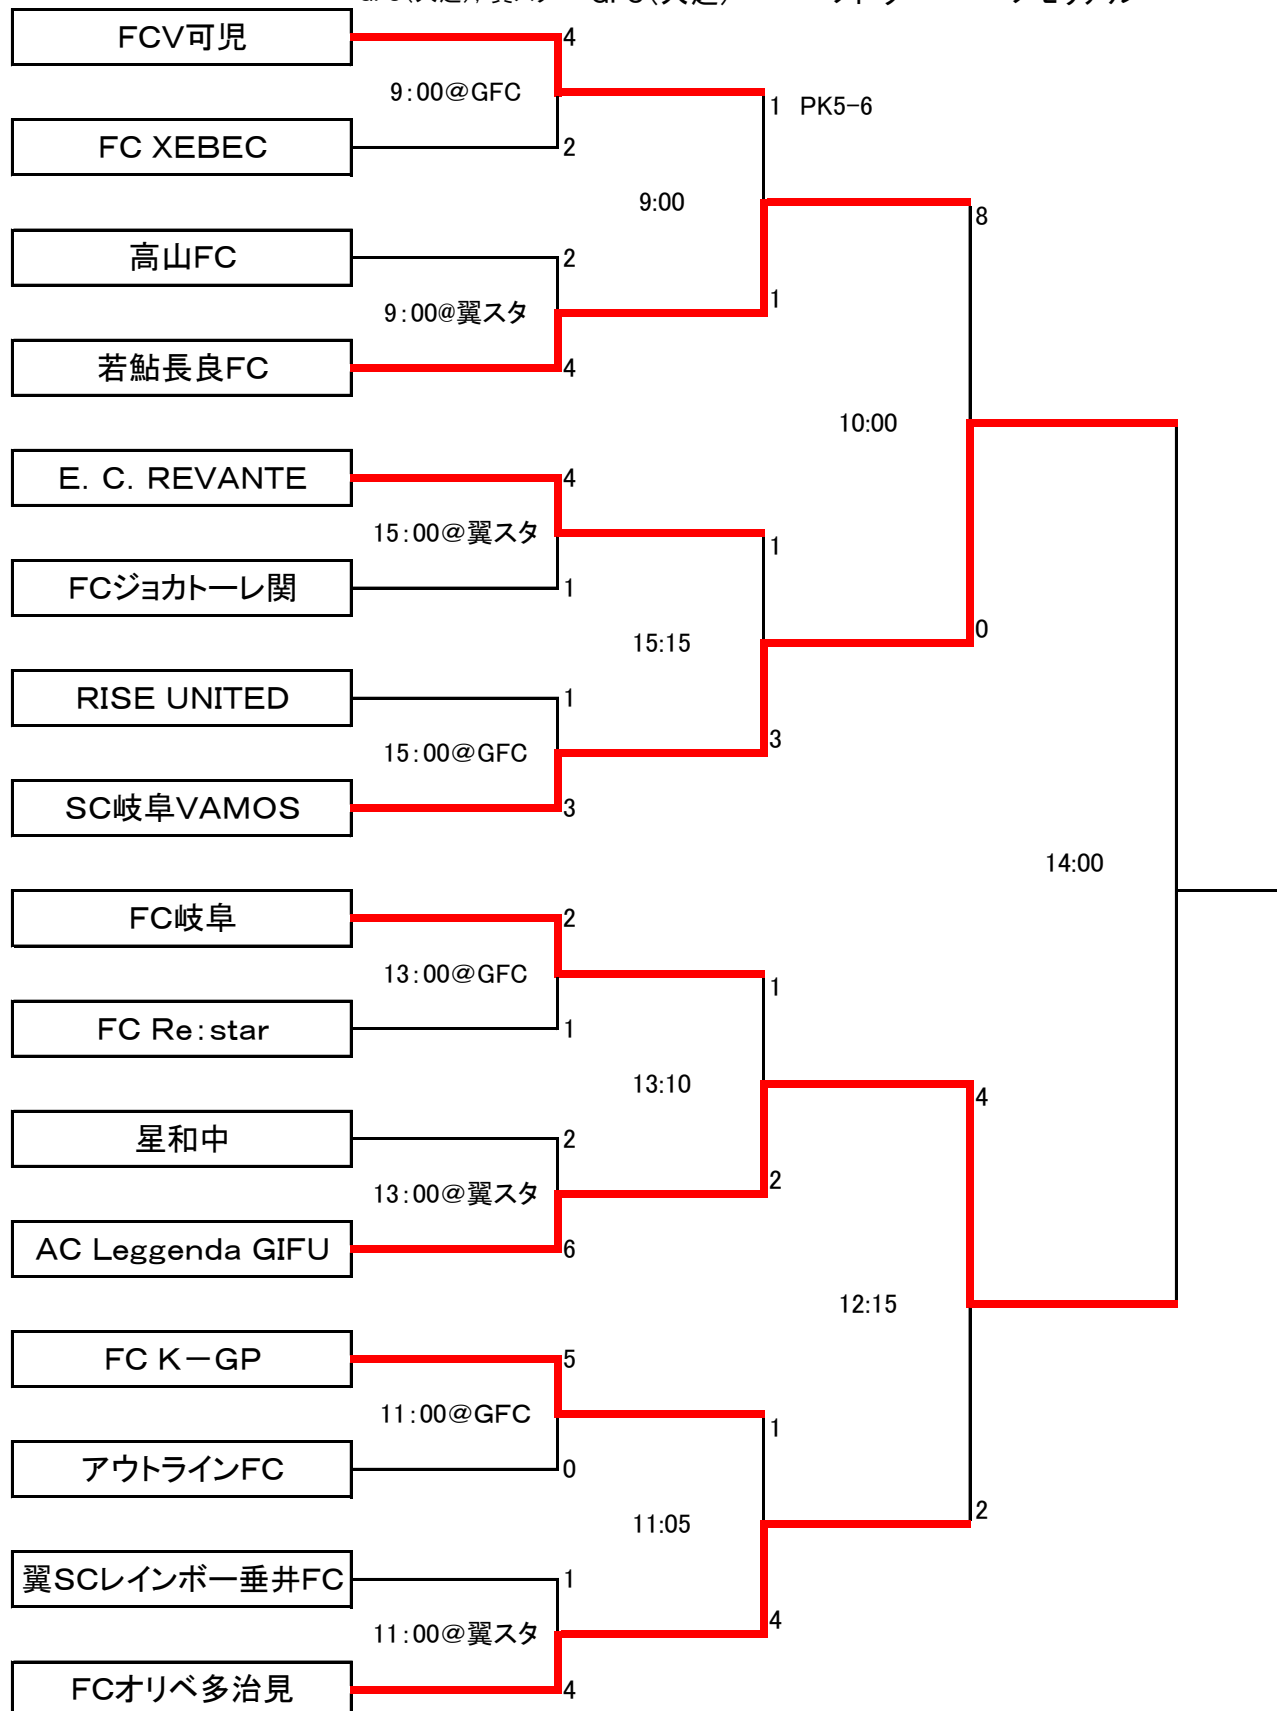 FCV可児
4
9:00@GFC
1 PK5-6
FC XEBEC
2
9:00
8
高山FC
2
9:00@翼スタ
1
若鮎長良FC
4
10:00
E. C. REVANTE
4
15:00@翼スタ
1
FCジョカトーレ関
1
15:15
0
RISE UNITED
1
15:00@GFC
3
SC岐阜VAMOS
3
14:00
FC岐阜
2
13:00@GFC
1
FC Re:star
1
13:10
4
星和中
2
13:00@翼スタ
2
AC Leggenda GIFU
6
12:15
FC K－GP
5
11:00@GFC
1
アウトラインFC
0
11:05
2
翼SCレインボー垂井FC
1
11:00@翼スタ
4
FCオリベ多治見
4